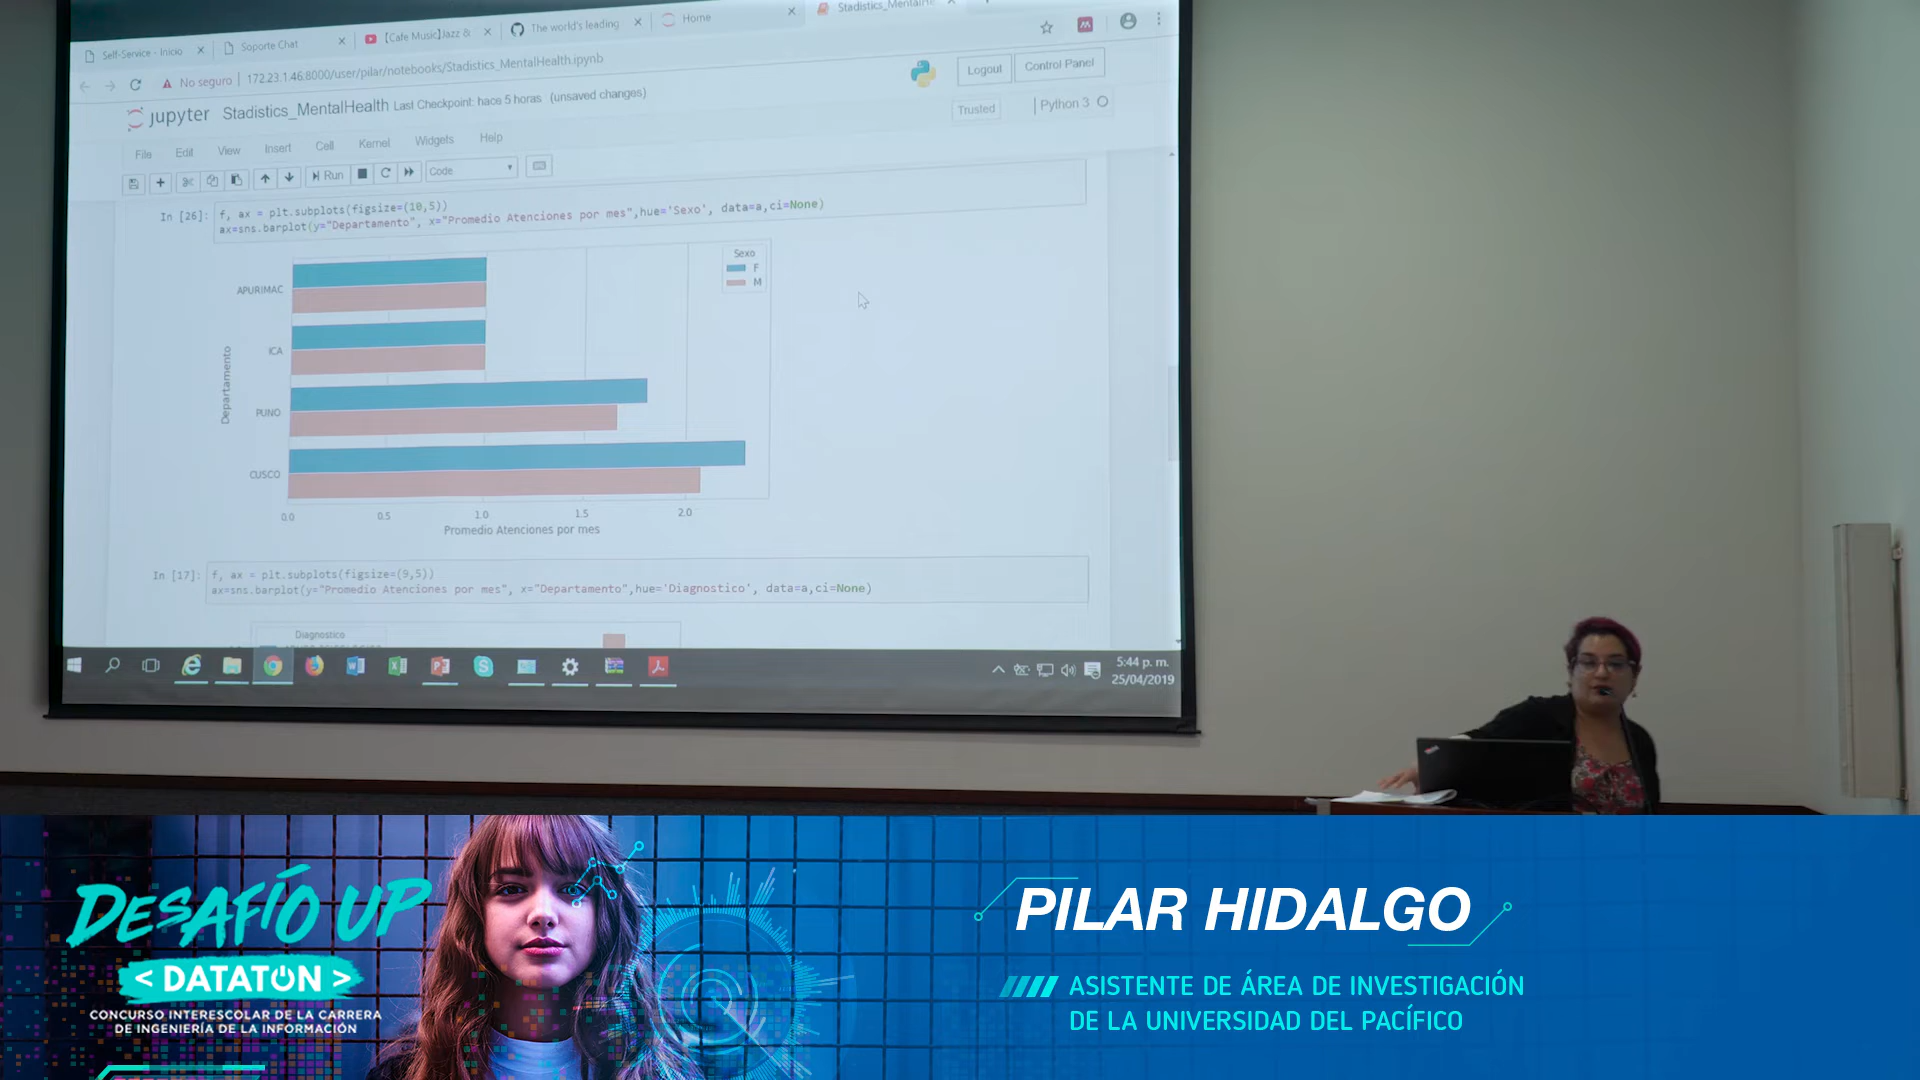 Self-Service - Inicio
Soporte Chat
【Cafe Music】Jazz &
The world's leading
Home
Stadistics_MentalHe
No seguro | 172.23.1.46:8000/user/pilar/notebooks/Stadistics_MentalHealth.ipynb
jupyter Stadistics_MentalHealth Last Checkpoint: hace 5 horas (unsaved changes)
Logout
Control Panel
File Edit View Insert Cell Kernel Widgets Help
Trusted
Python 3
Run
Code
In [26]: f, ax = plt.subplots(figsize=(10,5))
ax=sns.barplot(y="Departamento", x="Promedio Atenciones por mes",hue='Sexo', data=a,ci=None)
Sexo
F
M
APURIMAC
ICA
PUNO
CUSCO
Departamento
0.0 0.5 1.0 1.5 2.0
Promedio Atenciones por mes
In [17]: f, ax = plt.subplots(figsize=(9,5))
ax=sns.barplot(y="Promedio Atenciones por mes", x="Departamento",hue='Diagnostico', data=a,ci=None)
Diagnostico
5:44 p. m.
25/04/2019
DESAFÍO UP
< DATATON >
CONCURSO INTERESCOLAR DE LA CARRERA
DE INGENIERÍA DE LA INFORMACIÓN
PILAR HIDALGO
ASISTENTE DE ÁREA DE INVESTIGACIÓN
DE LA UNIVERSIDAD DEL PACÍFICO